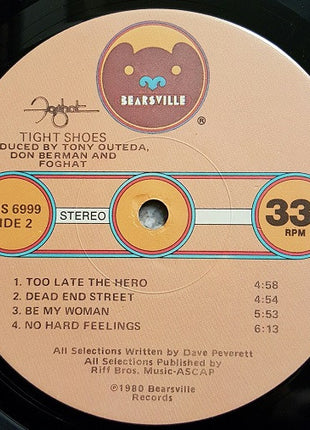 BEARSVILLE
®
Foghat
TIGHT SHOES
DUCED BY TONY OUTEDA,
DON BERMAN AND
FOGHAT
S 6999
IDE 2
STEREO
33
RPM
1. TOO LATE THE HERO 4:58
2. DEAD END STREET 4:54
3. BE MY WOMAN 5:53
4. NO HARD FEELINGS 6:13
All Selections Written by Dave Peverett
All Selections Published by
Riff Bros. Music-ASCAP
℗1980 Bearsville
Records